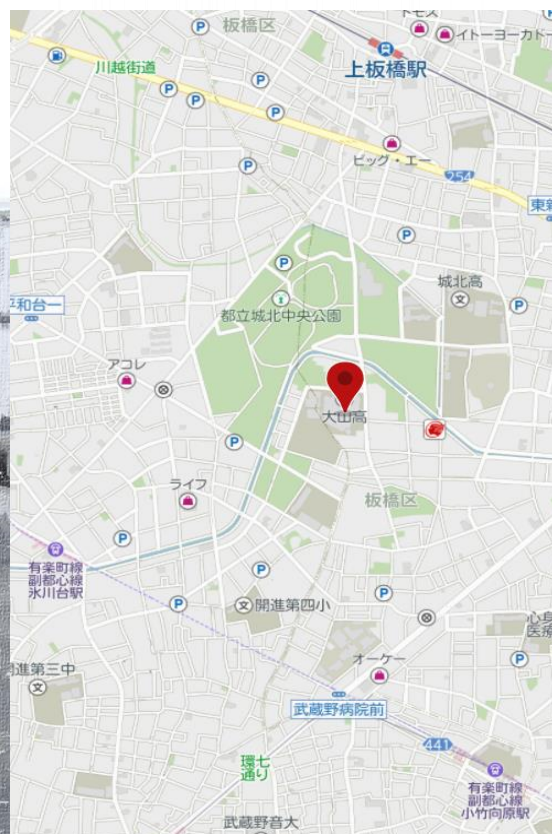 板橋区
トモズ
イトーヨーカドー
川越街道
上板橋駅
ビッグ・エー
254
東新
城北高
平和台一
都立城北中央公園
アコレ
大山高
ライフ
板橋区
有楽町線
副都心線
氷川台駅
開進第四小
心身
医療
オーケー
開進第三中
武蔵野病院前
441
環七
通り
有楽町線
副都心線
小竹向原駅
武蔵野音大